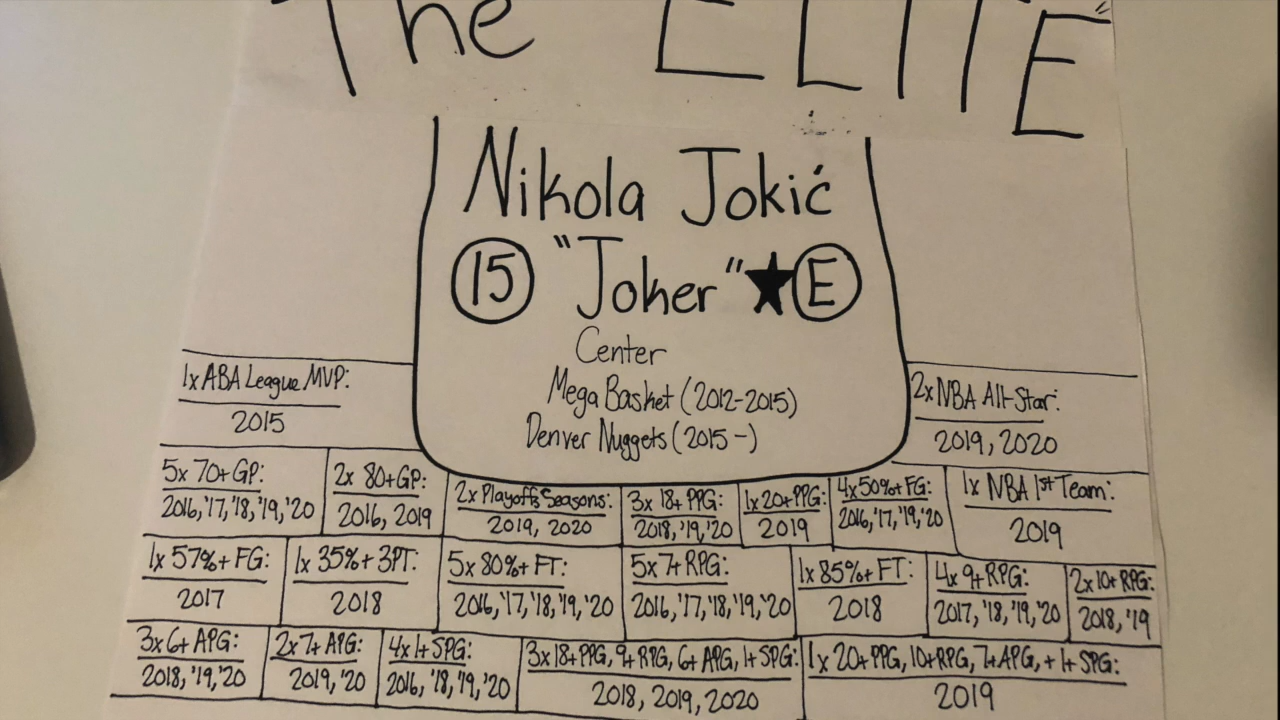 The ELITE
Nikola Jokić
15 "Joker" ★ E
Center
Mega Basket (2012-2015)
Denver Nuggets (2015-)
1x ABA League MVP:
2015
2x NBA All-Star:
2019, 2020
5x 70+ GP:
2016, '17, '18, '19, '20
2x 80+ GP:
2016, 2019
2x Playoffs Seasons:
2019, 2020
3x 18+ PPG:
2018, '19, '20
1x 20+ PPG:
2019
4x 50%+ FG:
2016, '17, '19, '20
1x NBA 1st Team:
2019
1x 57%+ FG:
2017
1x 35%+ 3PT:
2018
5x 80%+ FT:
2016, '17, '18, '19, '20
5x 7+ RPG:
2016, '17, '18, '19, '20
1x 85%+ FT:
2018
4x 9+ RPG:
2017, '18, '19, '20
2x 10+ RPG:
2018, '19
3x 6+ APG:
2018, '19, '20
2x 7+ APG:
2019, '20
4x 1+ SPG:
2016, '18, '19, '20
3x 18+ PPG, 9+ RPG, 6+ APG, 1+ SPG:
2018, 2019, 2020
1x 20+ PPG, 10+ RPG, 7+ APG, + 1+ SPG:
2019